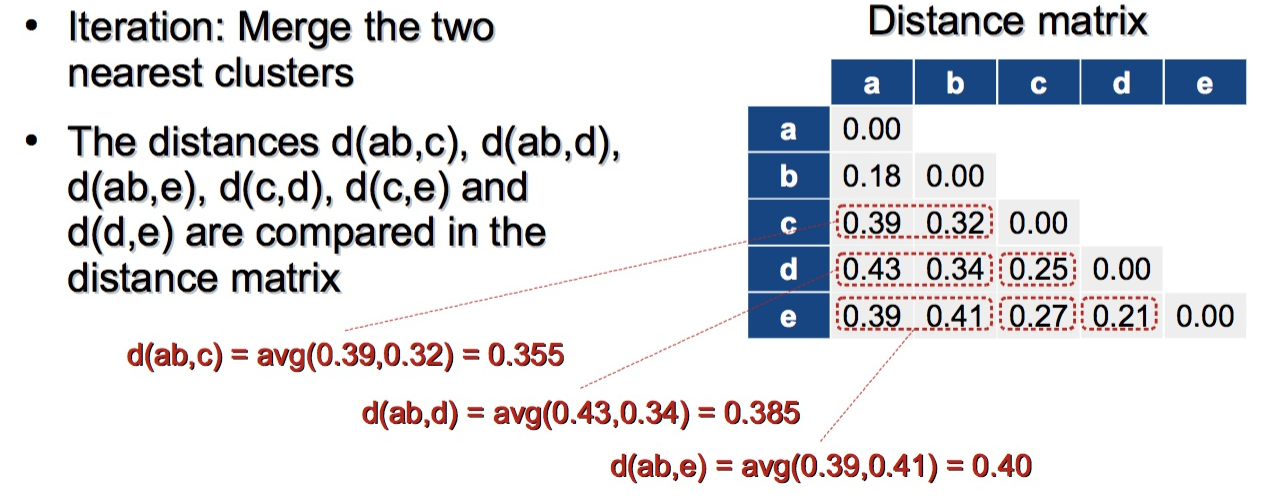 • Iteration: Merge the two
nearest clusters
• The distances d(ab,c), d(ab,d),
d(ab,e), d(c,d), d(c,e) and
d(d,e) are compared in the
distance matrix
Distance matrix
a b c d e
a 0.00
b 0.18 0.00
c 0.39 0.32 0.00
d 0.43 0.34 0.25 0.00
e 0.39 0.41 0.27 0.21 0.00
d(ab,c) = avg(0.39,0.32) = 0.355
d(ab,d) = avg(0.43,0.34) = 0.385
d(ab,e) = avg(0.39,0.41) = 0.40